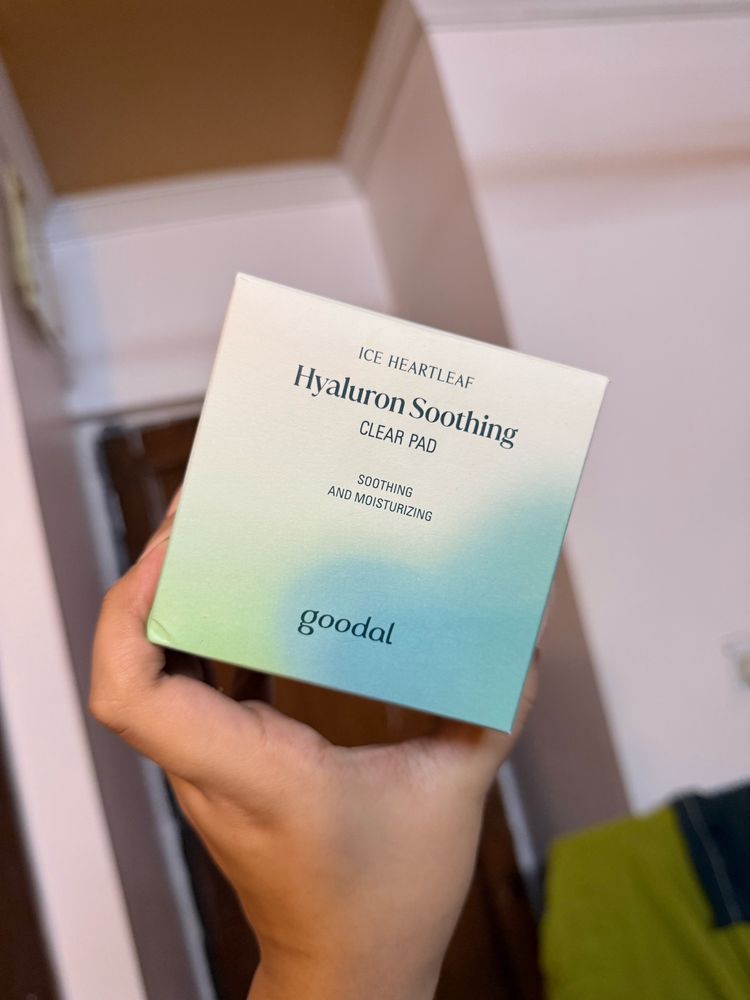 ICE HEARTLEAF
Hyaluron Soothing
CLEAR PAD
SOOTHING
AND MOISTURIZING
goodal